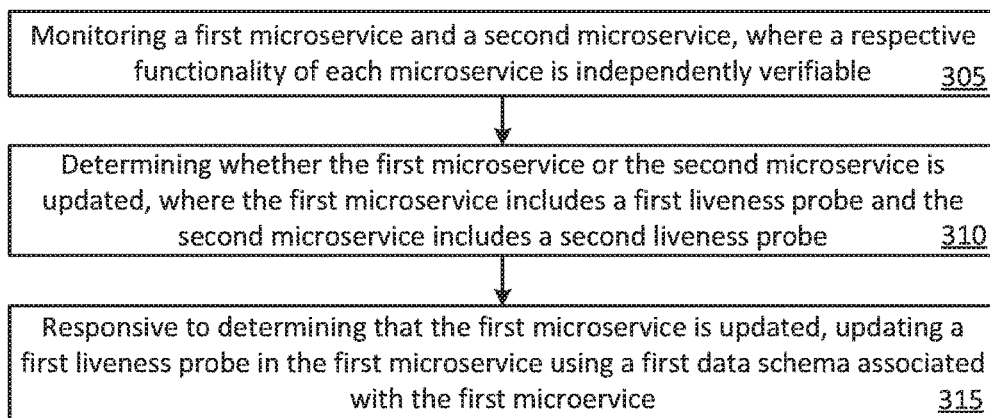 Monitoring a first microservice and a second microservice, where a respective
functionality of each microservice is independently verifiable 305
Determining whether the first microservice or the second microservice is
updated, where the first microservice includes a first liveness probe and the
second microservice includes a second liveness probe 310
Responsive to determining that the first microservice is updated, updating a
first liveness probe in the first microservice using a first data schema associated
with the first microervice 315